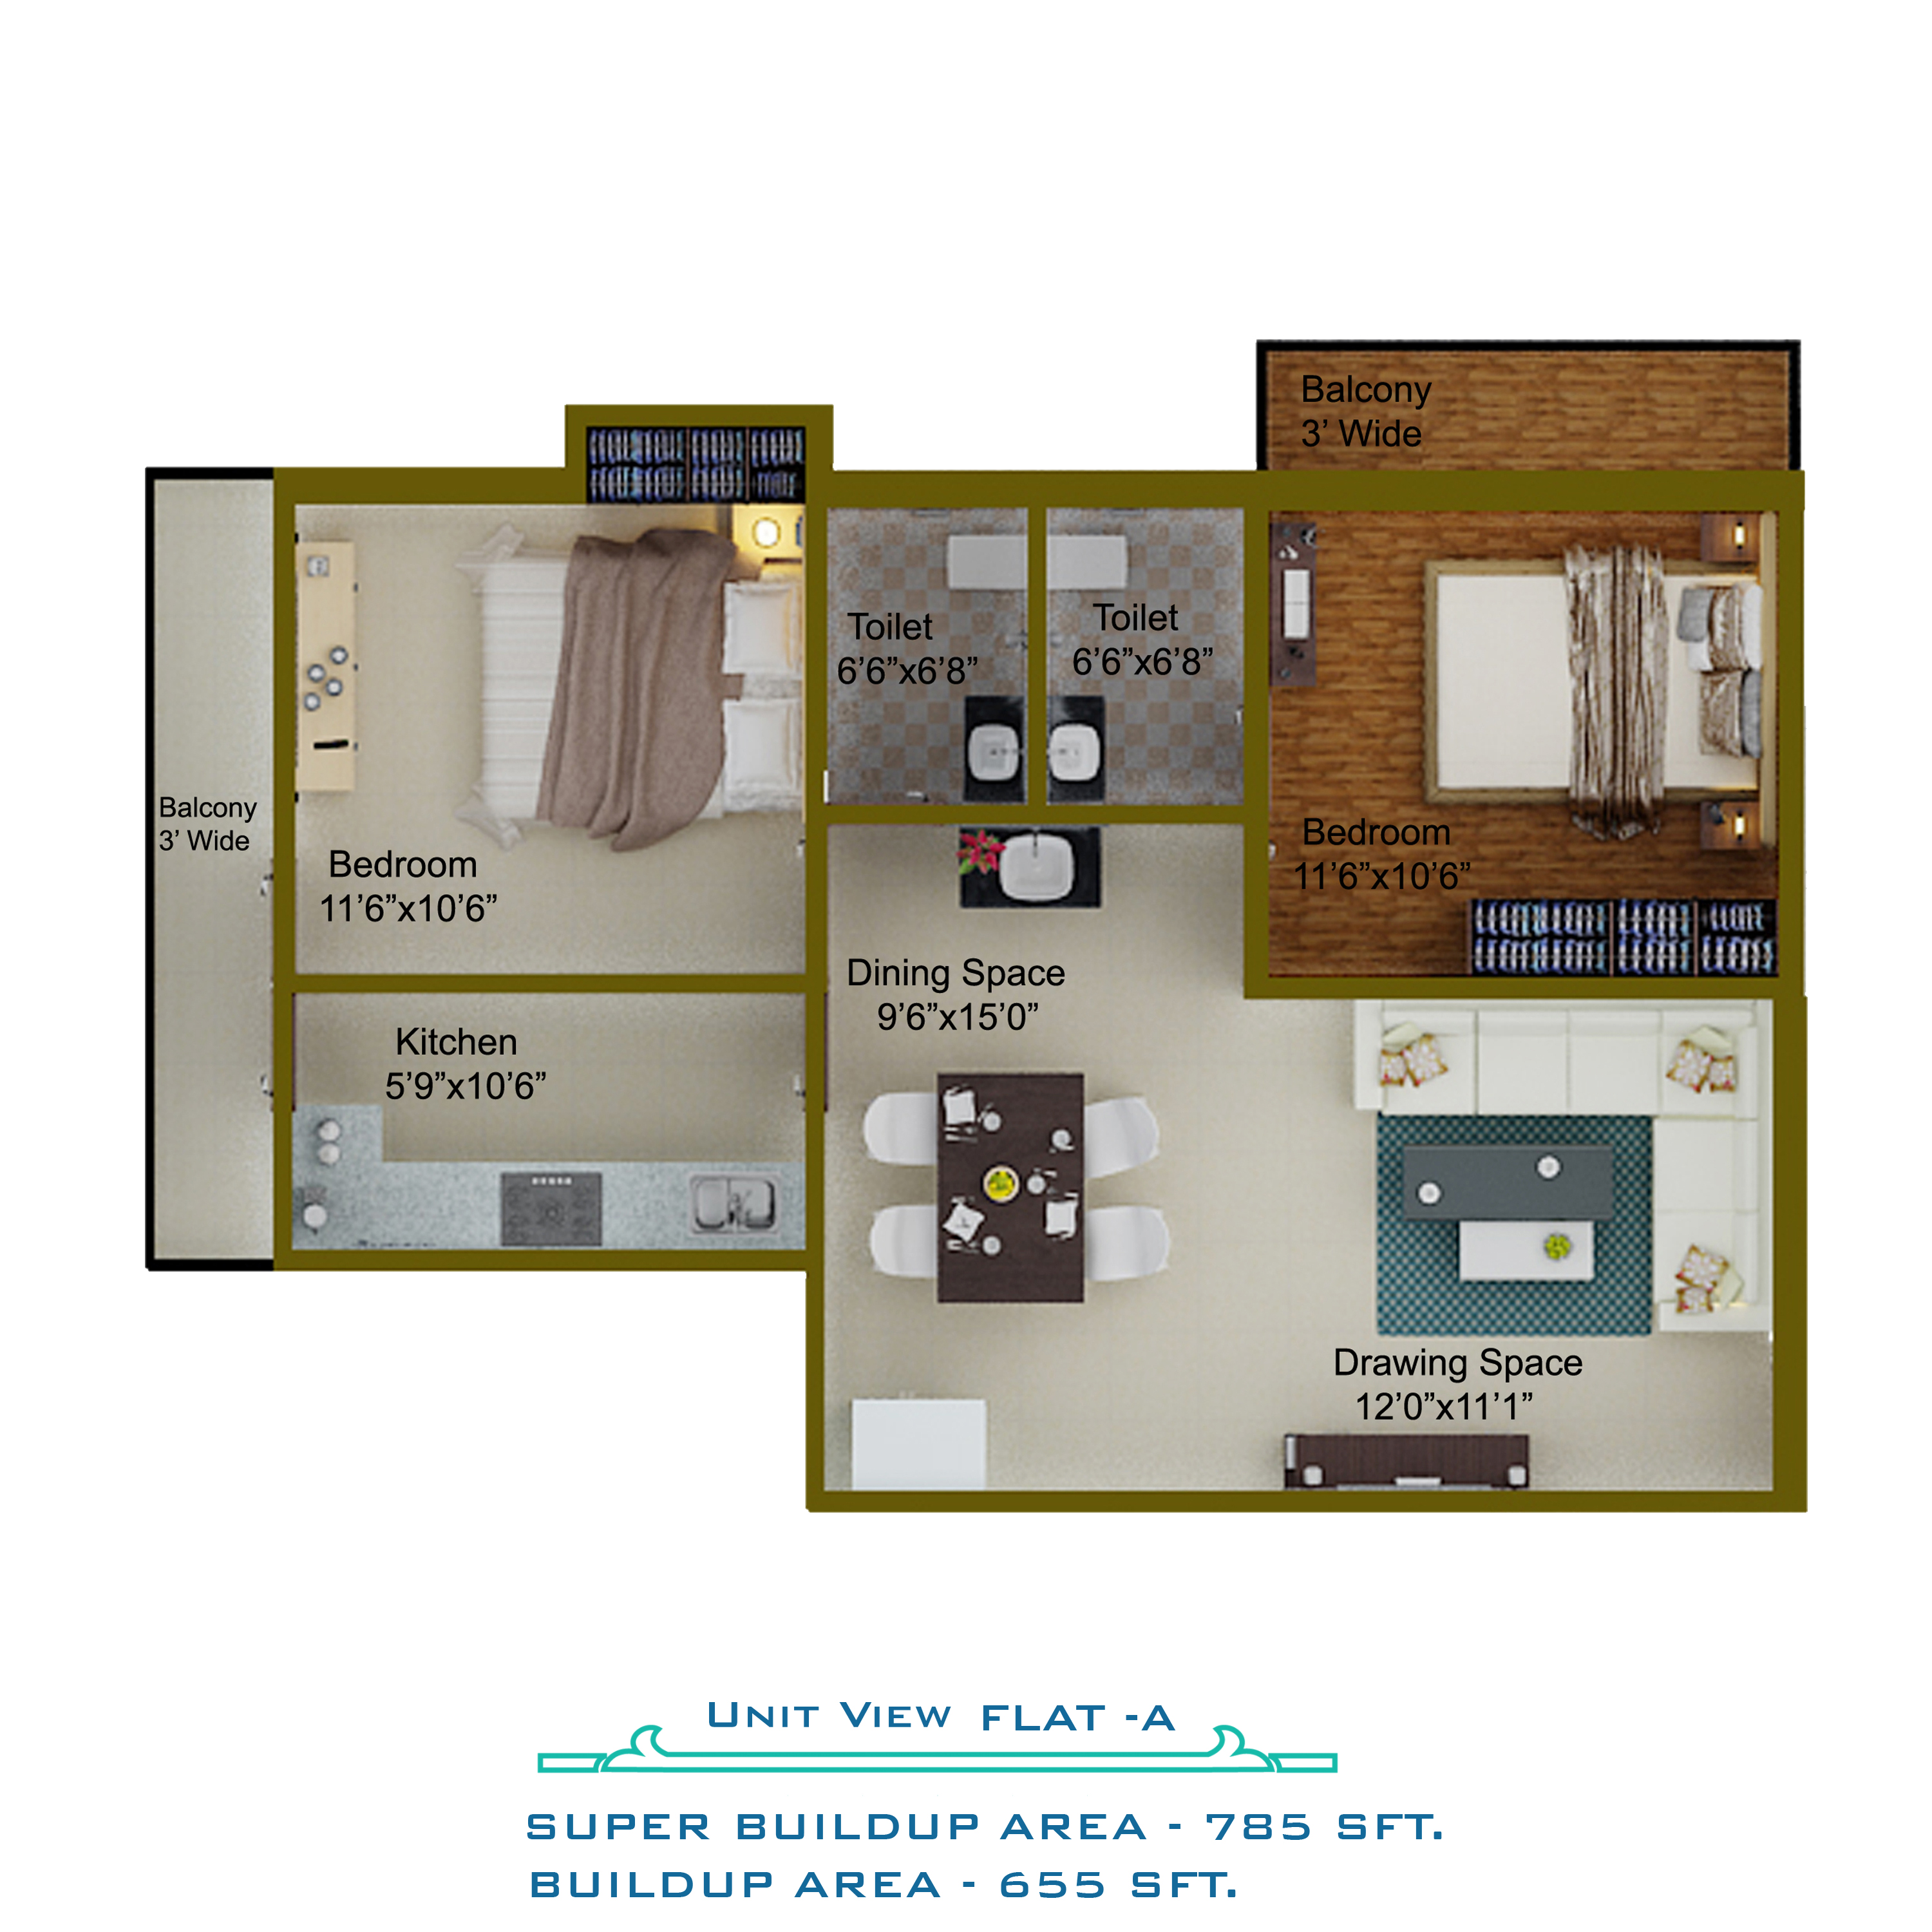 Balcony
3’ Wide
Toilet
6’6”x6’8”
Toilet
6’6”x6’8”
Balcony
3’ Wide
Bedroom
11’6”x10’6”
Bedroom
11’6”x10’6”
Dining Space
9’6”x15’0”
Kitchen
5’9”x10’6”
Drawing Space
12’0”x11’1”
Unit View FLAT -A
SUPER BUILDUP AREA - 785 SFT.
BUILDUP AREA - 655 SFT.